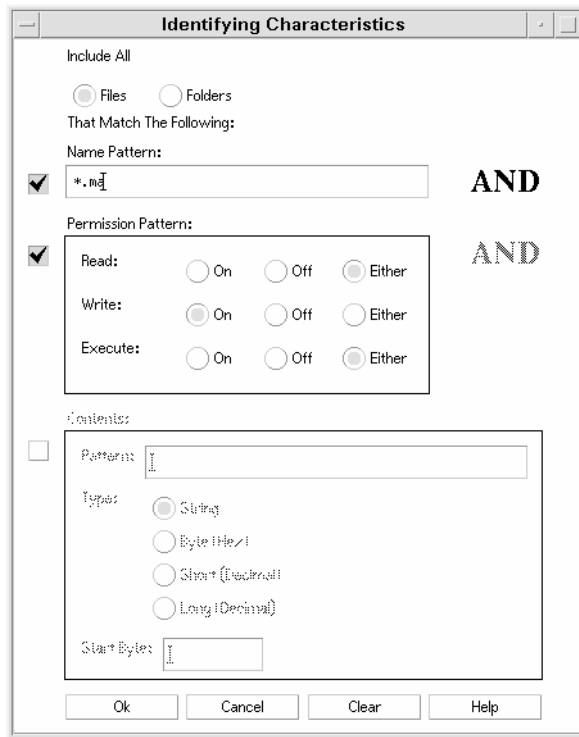 Identifying Characteristics
Include All
Files Folders
That Match The Following:
Name Pattern:
*.ma AND
Permission Pattern:
AND
Read: On Off Either
Write: On Off Either
Execute: On Off Either
Contents:
Pattern:
Type: String
Byte (Hex)
Short (Decimal)
Long (Decimal)
Start Byte:
Ok Cancel Clear Help